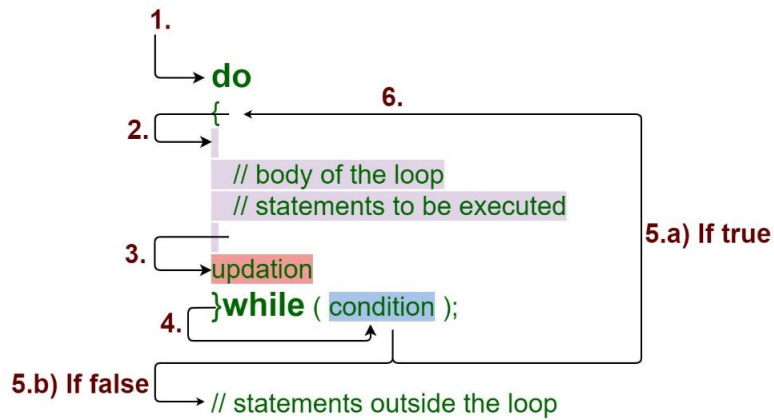 1.
do
6.
{
2.
// body of the loop
// statements to be executed
5.a) If true
3.
updation
}while ( condition );
4.
5.b) If false
// statements outside the loop